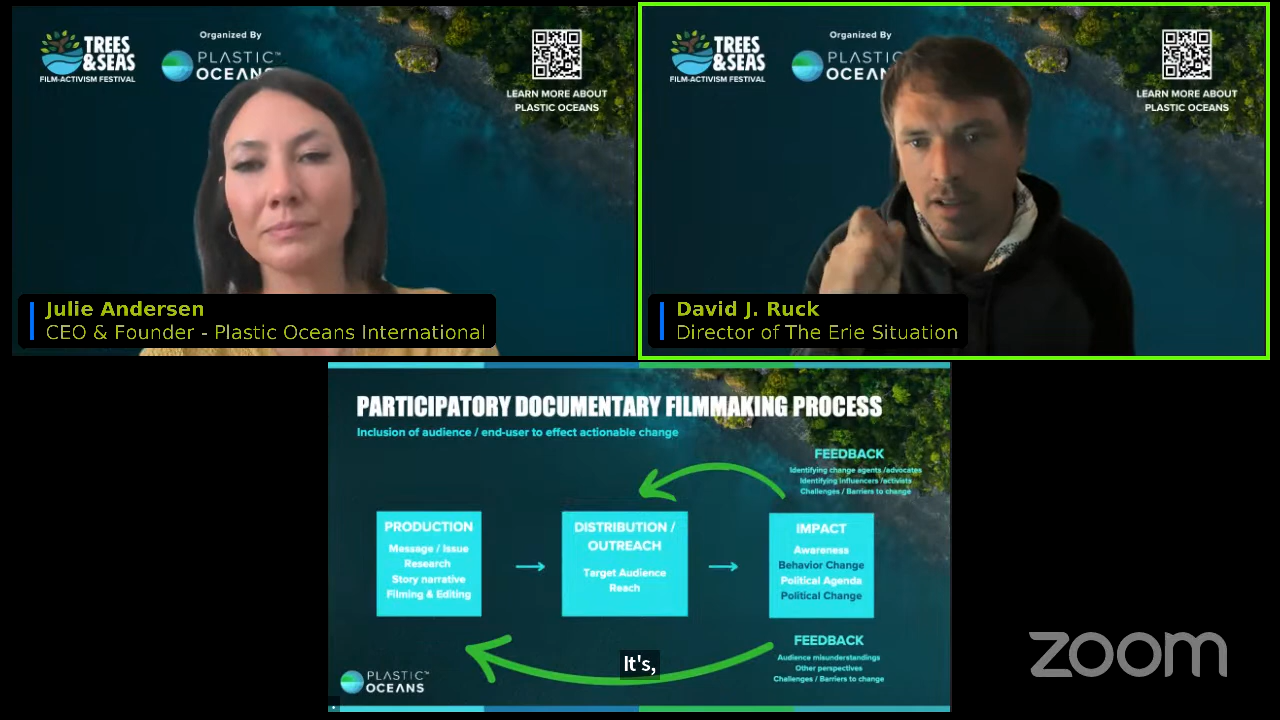 TREES
&SEAS
FILM-ACTIVISM FESTIVAL
Organized By
PLASTIC™
OCEANS
LEARN MORE ABOUT
PLASTIC OCEANS
Julie Andersen
CEO & Founder - Plastic Oceans International
TREES
&SEAS
FILM-ACTIVISM FESTIVAL
Organized By
PLASTIC
OCEANS
LEARN MORE ABOUT
PLASTIC OCEANS
David J. Ruck
Director of The Erie Situation
PARTICIPATORY DOCUMENTARY FILMMAKING PROCESS
Inclusion of audience / end-user to effect actionable change
FEEDBACK
Identifying change agents /advocates
Identifying influencers /activists
Challenges / Barriers to change
PRODUCTION
Message / Issue
Research
Story narrative
Filming & Editing
DISTRIBUTION /
OUTREACH
Target Audience
Reach
IMPACT
Awareness
Behavior Change
Political Agenda
Political Change
FEEDBACK
Audience misunderstandings
Other perspectives
Challenges / Barriers to change
It's,
PLASTIC™
OCEANS
zoom